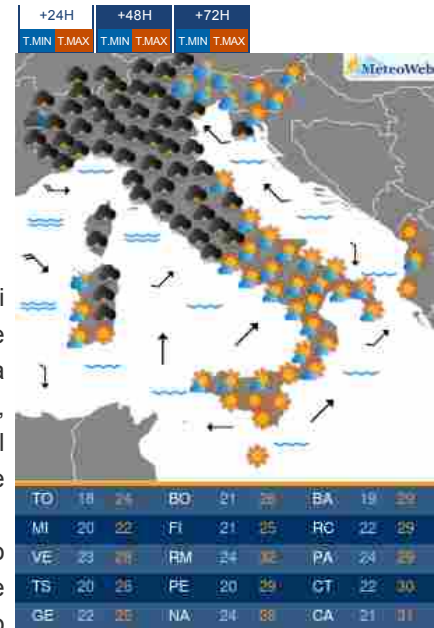 +24H +48H +72H
T.MIN T.MAX T.MIN T.MAX T.MIN T.MAX
MeteoWeb
i
e
a
,
l
e
o
e
o
TO 18 24 BO 21 28 BA 19 29
MI 20 22 FI 21 25 RC 22 29
VE 23 28 RM 24 32 PA 24 29
TS 20 26 PE 20 29 CT 22 30
GE 22 25 NA 24 38 CA 21 31